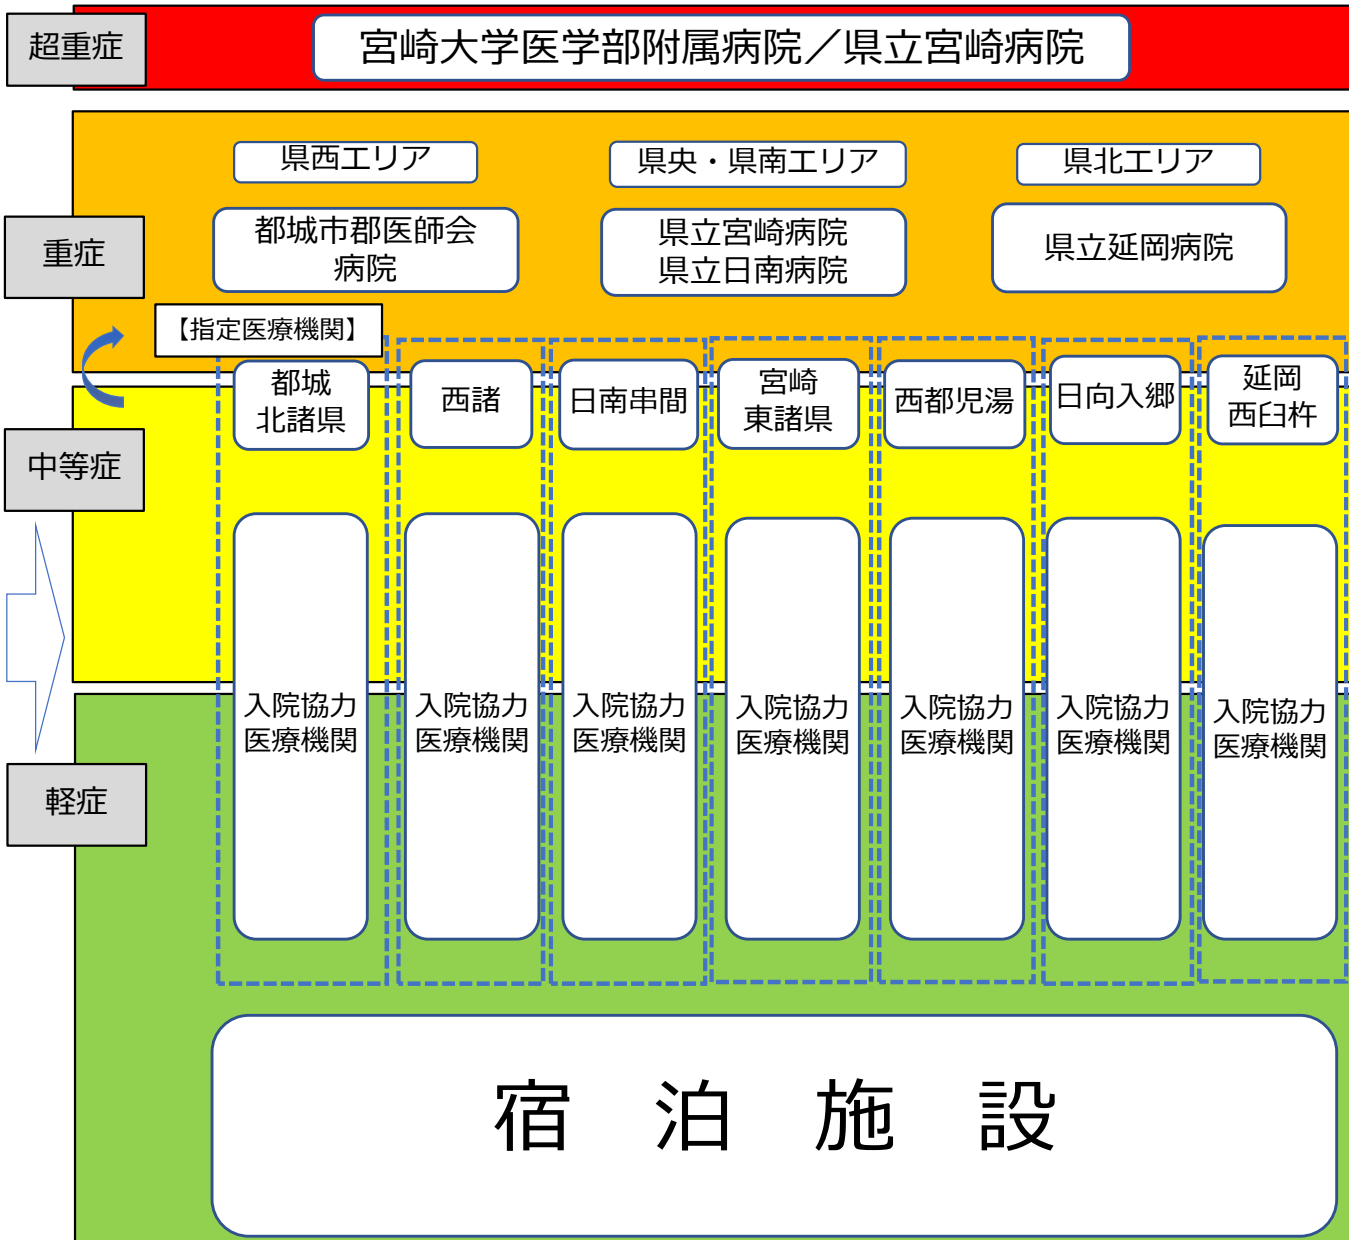 超重症
宮崎大学医学部附属病院／県立宮崎病院
県西エリア
県央・県南エリア
県北エリア
重症
都城市郡医師会
病院
県立宮崎病院
県立日南病院
県立延岡病院
【指定医療機関】
都城
北諸県
西諸
日南串間
宮崎
東諸県
西都児湯
日向入郷
延岡
西臼杵
中等症
入院協力
医療機関
入院協力
医療機関
入院協力
医療機関
入院協力
医療機関
入院協力
医療機関
入院協力
医療機関
入院協力
医療機関
軽症
宿　泊　施　設